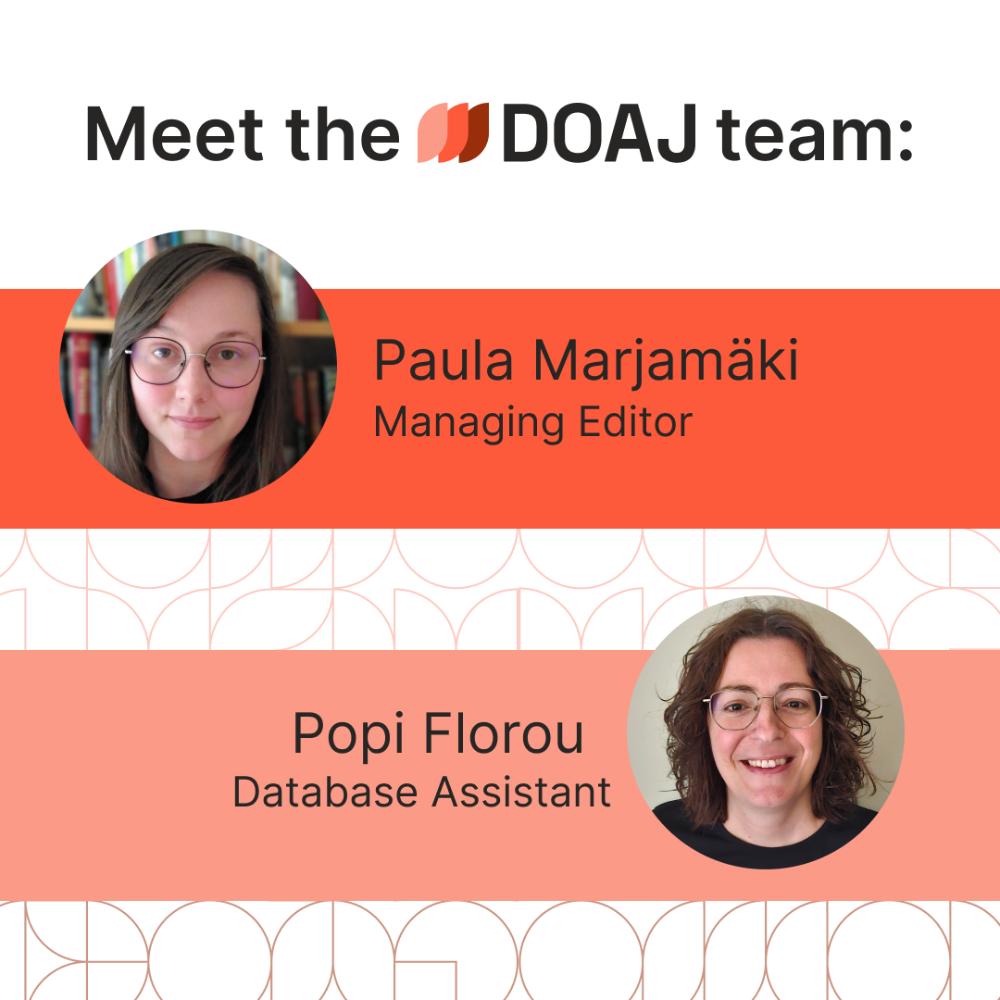 Meet the DOAJ team:
Paula Marjamäki
Managing Editor
Popi Florou
Database Assistant